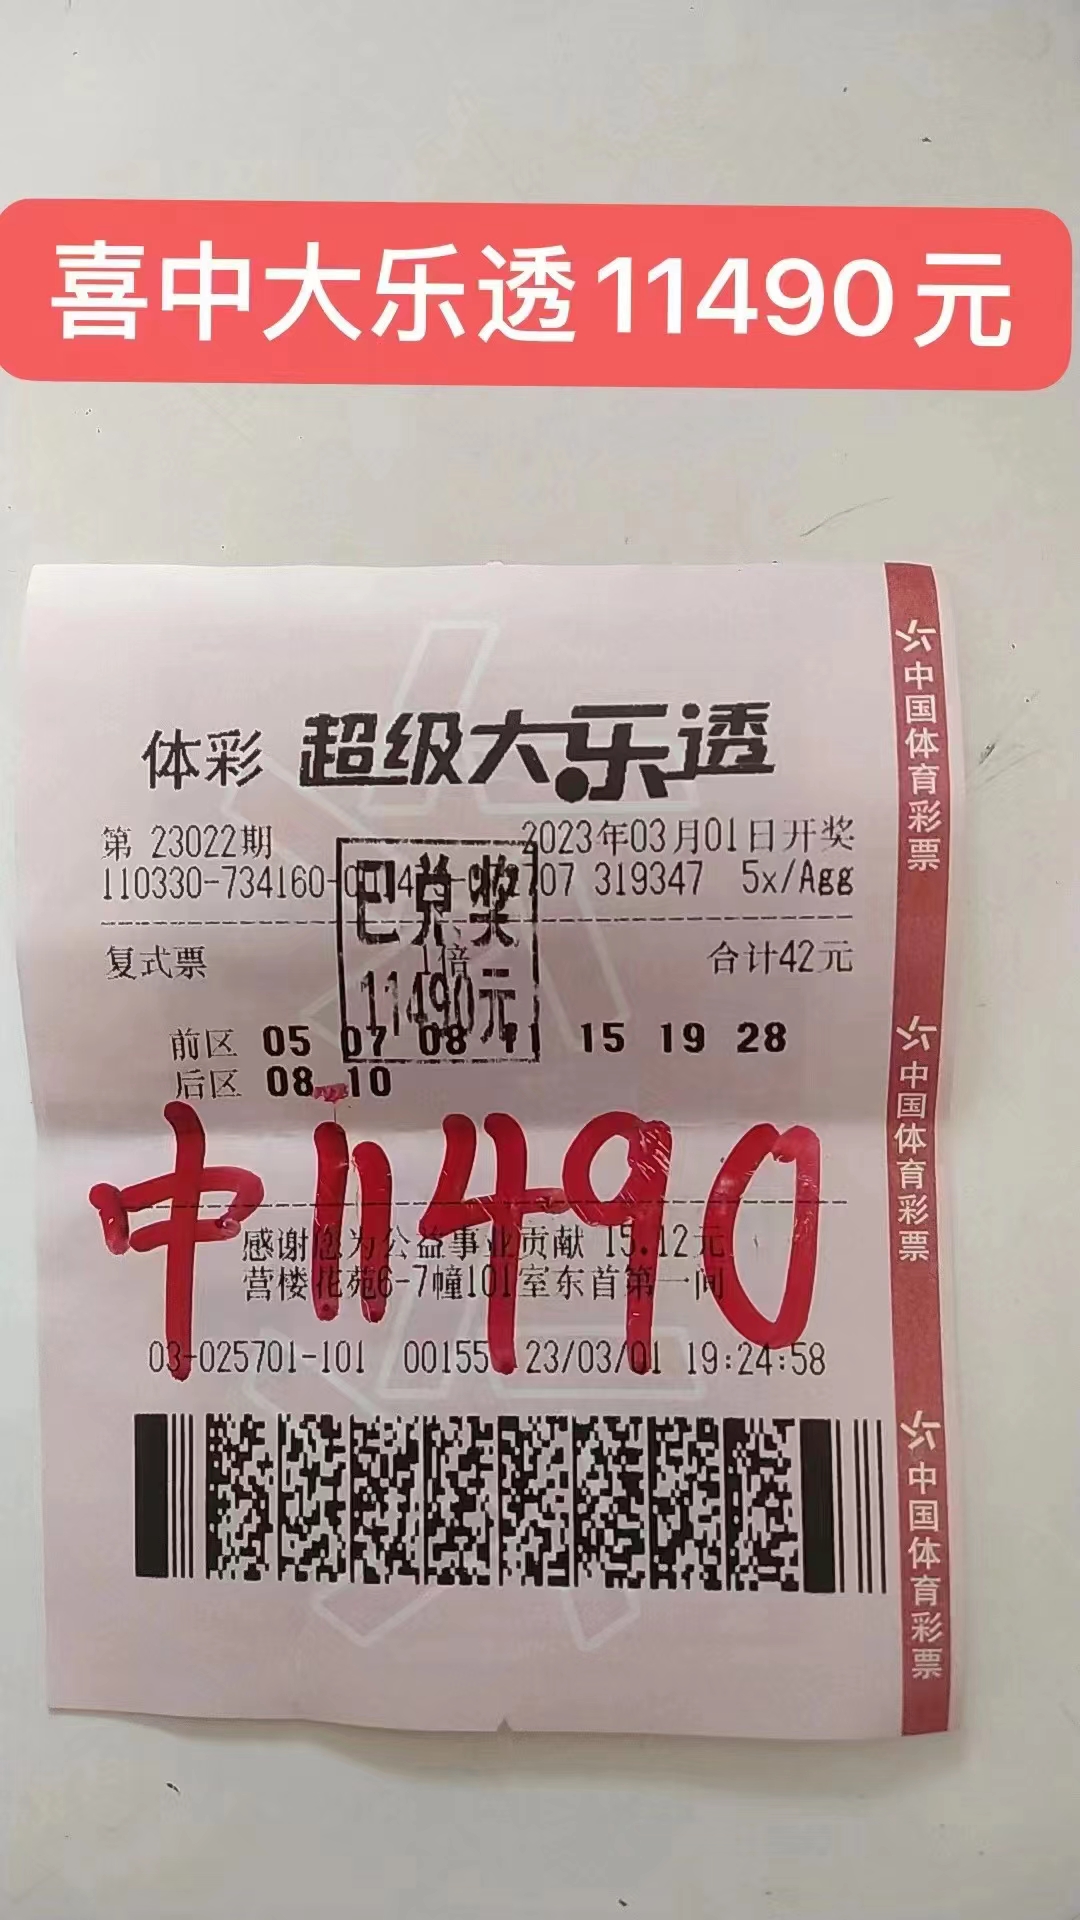 喜中大乐透11490元
体彩 超级大乐透
第 23022期 2023年03月01日开奖
110330-734160- 707 319347 5x/Agg
已兑奖
复式票 1倍 合计42元
11490元
前区 05 07 08 11 15 19 28
后区 08 10
中11490
感谢您为公益事业贡献 15.12元
营楼花苑6-7幢101室东首第一间
03-025701-101 00155 23/03/01 19:24:58
中国体育彩票
中国体育彩票
中国体育彩票